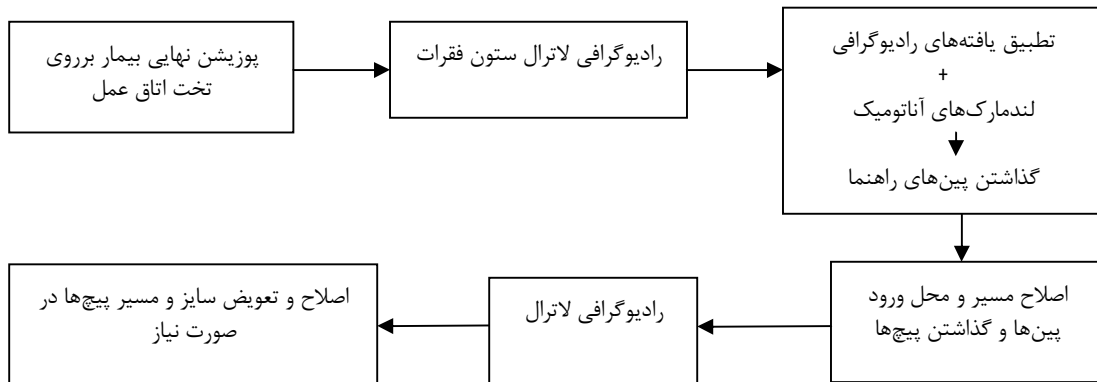 پوزیشن نهایی بیمار برروی
تخت اتاق عمل
رادیوگرافی لاترال ستون فقرات
تطبیق یافته‌های رادیوگرافی
+
لندمارک‌های آناتومیک
گذاشتن پین‌های راهنما
اصلاح مسیر و محل ورود
پین‌ها و گذاشتن پیچ‌ها
رادیوگرافی لاترال
اصلاح و تعویض سایز و مسیر پیچ‌ها در
صورت نیاز